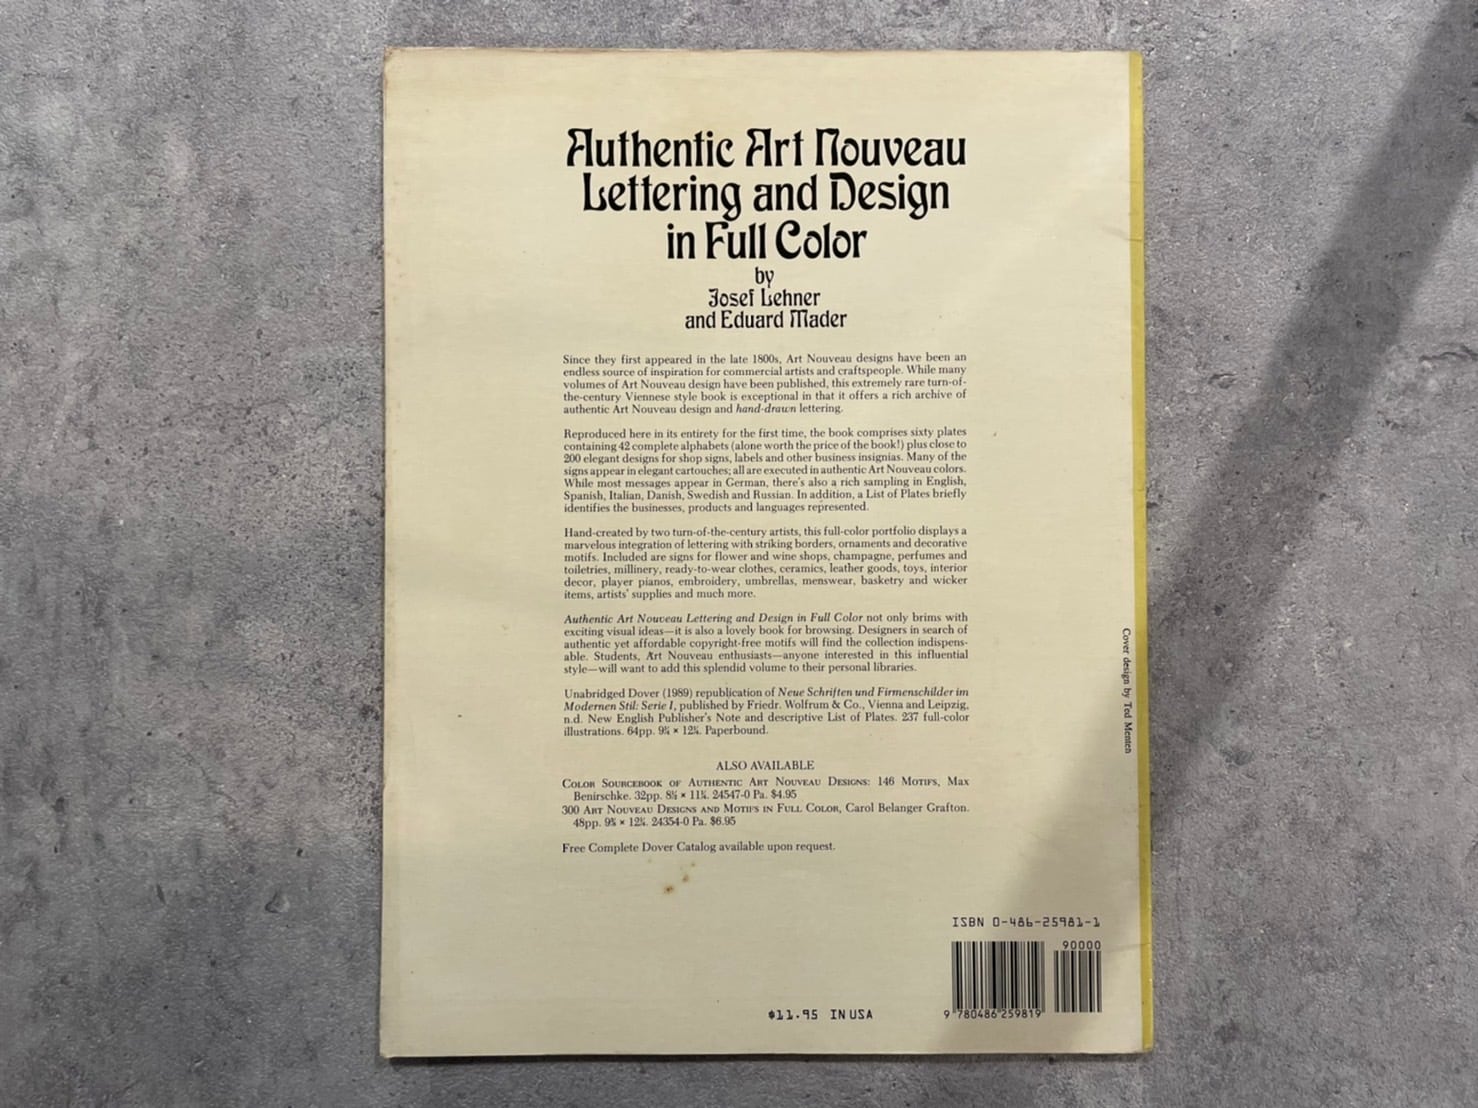 Authentic Art Nouveau
Lettering and Design
in Full Color
by
Josef Lehner
and Eduard Mader
Since they first appeared in the late 1800s, Art Nouveau designs have been an
endless source of inspiration for commercial artists and craftspeople. While many
volumes of Art Nouveau design have been published, this extremely rare turn-of-
the-century Viennese style book is exceptional in that it offers a rich archive of
authentic Art Nouveau design and hand-drawn lettering.
Reproduced here in its entirety for the first time, the book comprises sixty plates
containing 42 complete alphabets (alone worth the price of the book!) plus close to
200 elegant designs for shop signs, labels and other business insignias. Many of the
signs appear in elegant cartouches; all are executed in authentic Art Nouveau colors.
While most messages appear in German, there's also a rich sampling in English,
Spanish, Italian, Danish, Swedish and Russian. In addition, a List of Plates briefly
identifies the businesses, products and languages represented.
Hand-created by two turn-of-the-century artists, this full-color portfolio displays a
marvelous integration of lettering with striking borders, ornaments and decorative
motifs. Included are signs for flower and wine shops, champagne, perfumes and
toiletries, millinery, ready-to-wear clothes, ceramics, leather goods, toys, interior
decor, player pianos, embroidery, umbrellas, menswear, basketry and wicker
items, artists' supplies and much more.
Authentic Art Nouveau Lettering and Design in Full Color not only brims with
exciting visual ideas—it is also a lovely book for browsing. Designers in search of
authentic yet affordable copyright-free motifs will find the collection indispens-
able. Students, Art Nouveau enthusiasts—anyone interested in this influential
style—will want to add this splendid volume to their personal libraries.
Unabridged Dover (1989) republication of Neue Schriften und Firmenschilder im
Modernen Stil: Serie I, published by Friedr. Wolfrum & Co., Vienna and Leipzig,
n.d. New English Publisher's Note and descriptive List of Plates. 237 full-color
illustrations. 64pp. 9⅜ × 12¼. Paperbound.
ALSO AVAILABLE
Color Sourcebook of Authentic Art Nouveau Designs: 146 Motifs, Max
Benirschke. 32pp. 8¼ × 11¼. 24547-0 Pa. $4.95
300 Art Nouveau Designs and Motifs in Full Color, Carol Belanger Grafton.
48pp. 9⅜ × 12¼. 24354-0 Pa. $6.95
Free Complete Dover Catalog available upon request.
Cover design by Ted Menten
ISBN 0-486-25981-1
90000
9 780486 259819
$11.95 IN USA